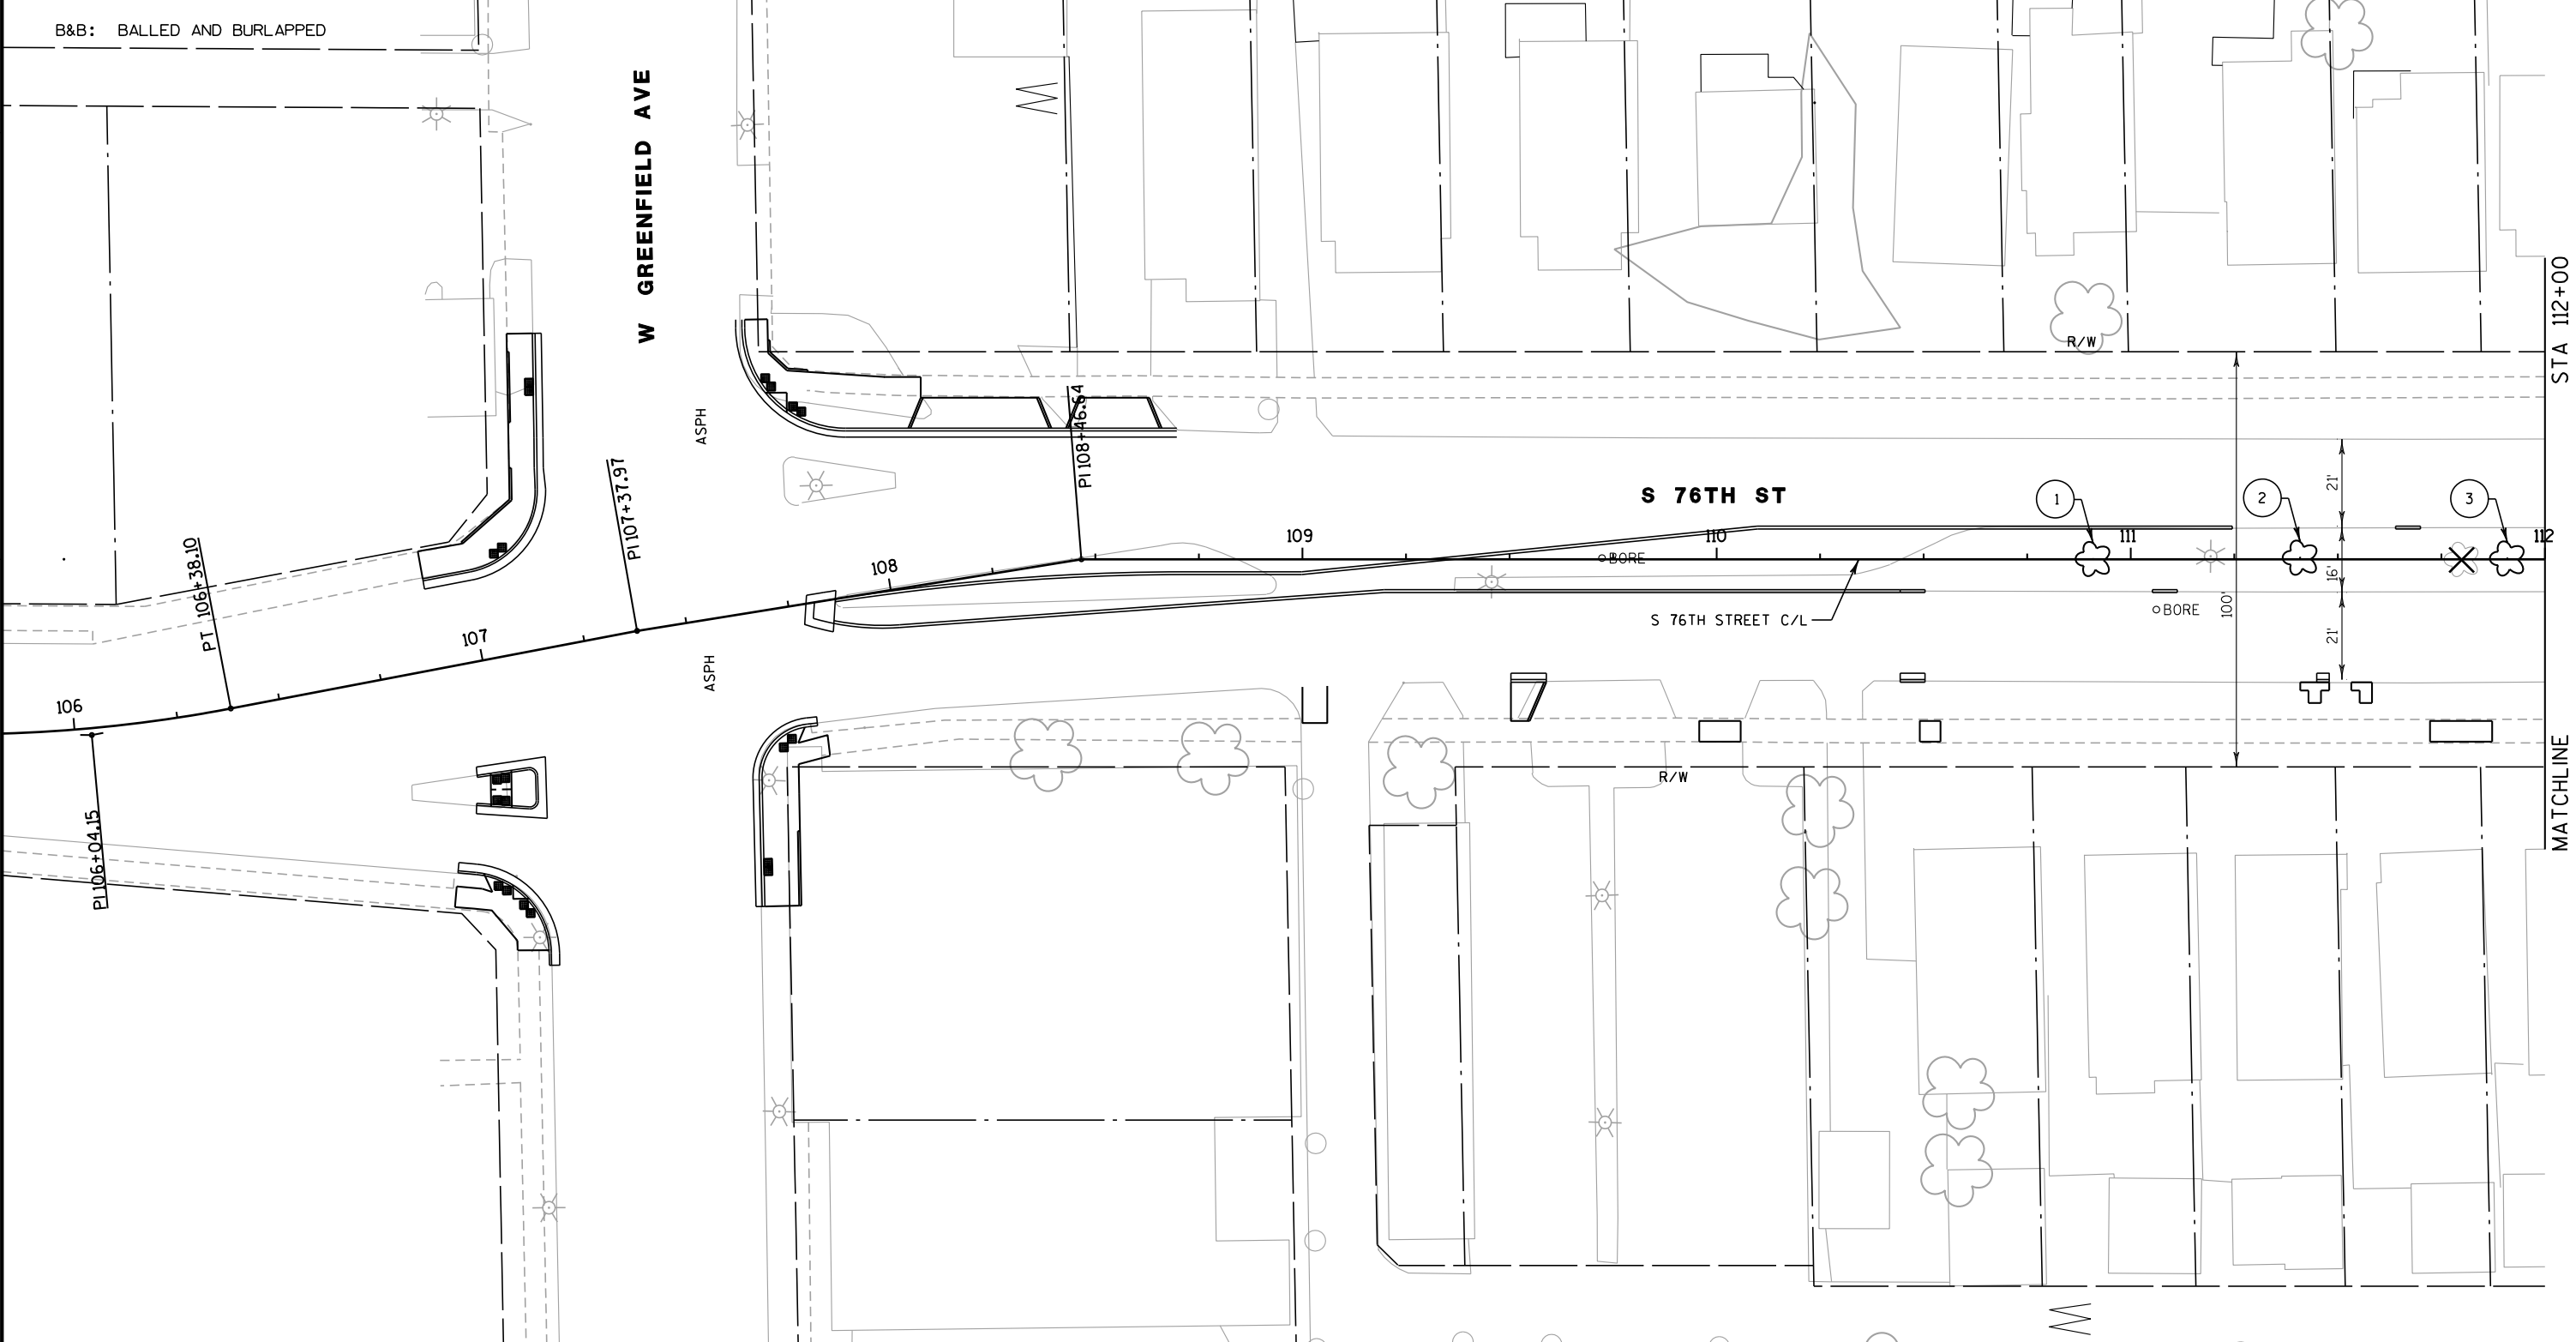 B&B: BALLED AND BURLAPPED
W GREENFIELD AVE
STA 112+00
R/W
ASPH
PI 108+46.64
PI 107+37.97
S 76TH ST
1
2
3
21'
109
110
111
112
BORE
PT 106+38.10
108
16'
100'
BORE
S 76TH STREET C/L
107
21'
ASPH
106
R/W
MATCHLINE
PI 106+04.15